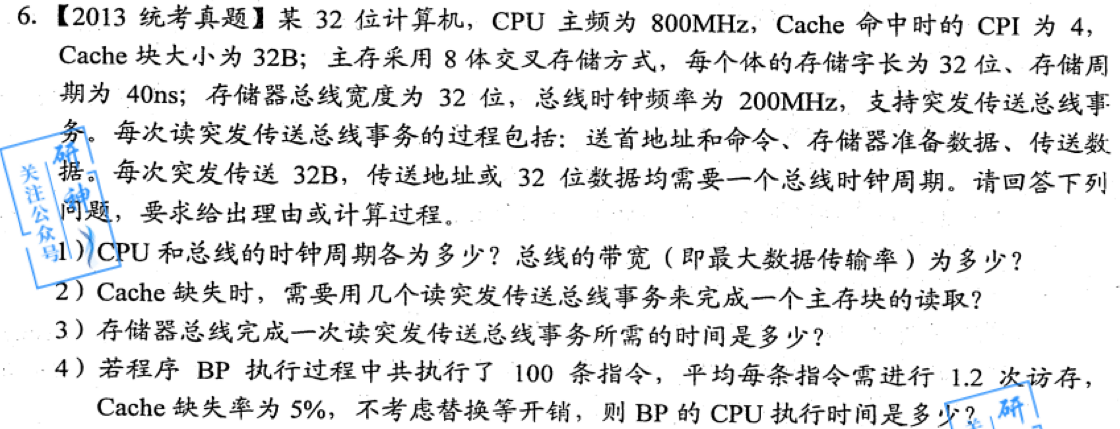 6.【2013 统考真题】某 32 位计算机，CPU 主频为 800MHz，Cache 命中时的 CPI 为 4，
Cache 块大小为 32B；主存采用 8 体交叉存储方式，每个体的存储字长为 32 位、存储周
期为 40ns；存储器总线宽度为 32 位，总线时钟频率为 200MHz，支持突发传送总线事
务。每次读突发传送总线事务的过程包括：送首地址和命令、存储器准备数据、传送数
据。每次突发传送 32B，传送地址或 32 位数据均需要一个总线时钟周期。请回答下列
问题，要求给出理由或计算过程。
1）CPU 和总线的时钟周期各为多少？总线的带宽（即最大数据传输率）为多少？
2）Cache 缺失时，需要用几个读突发传送总线事务来完成一个主存块的读取？
3）存储器总线完成一次读突发传送总线事务所需的时间是多少？
4）若程序 BP 执行过程中共执行了 100 条指令，平均每条指令需进行 1.2 次访存，
Cache 缺失率为 5%，不考虑替换等开销，则 BP 的 CPU 执行时间是多少？
研神
关注公众号
研